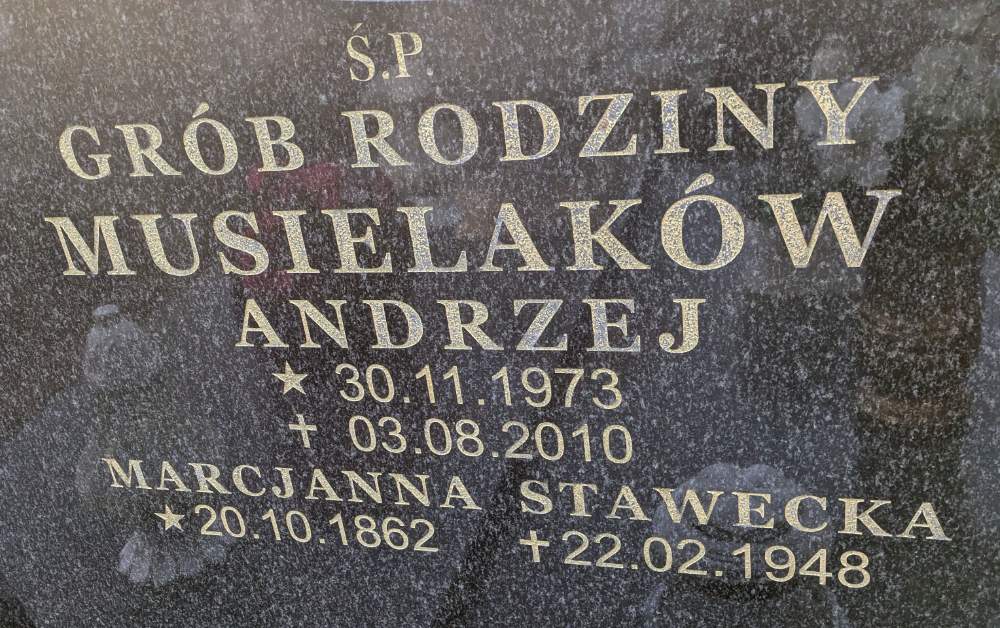 Ś.P.
GRÓB RODZINY
MUSIELAKÓW
ANDRZEJ
★ 30.11.1973
✝ 03.08.2010
MARCJANNA STAWECKA
★20.10.1862 ✝22.02.1948